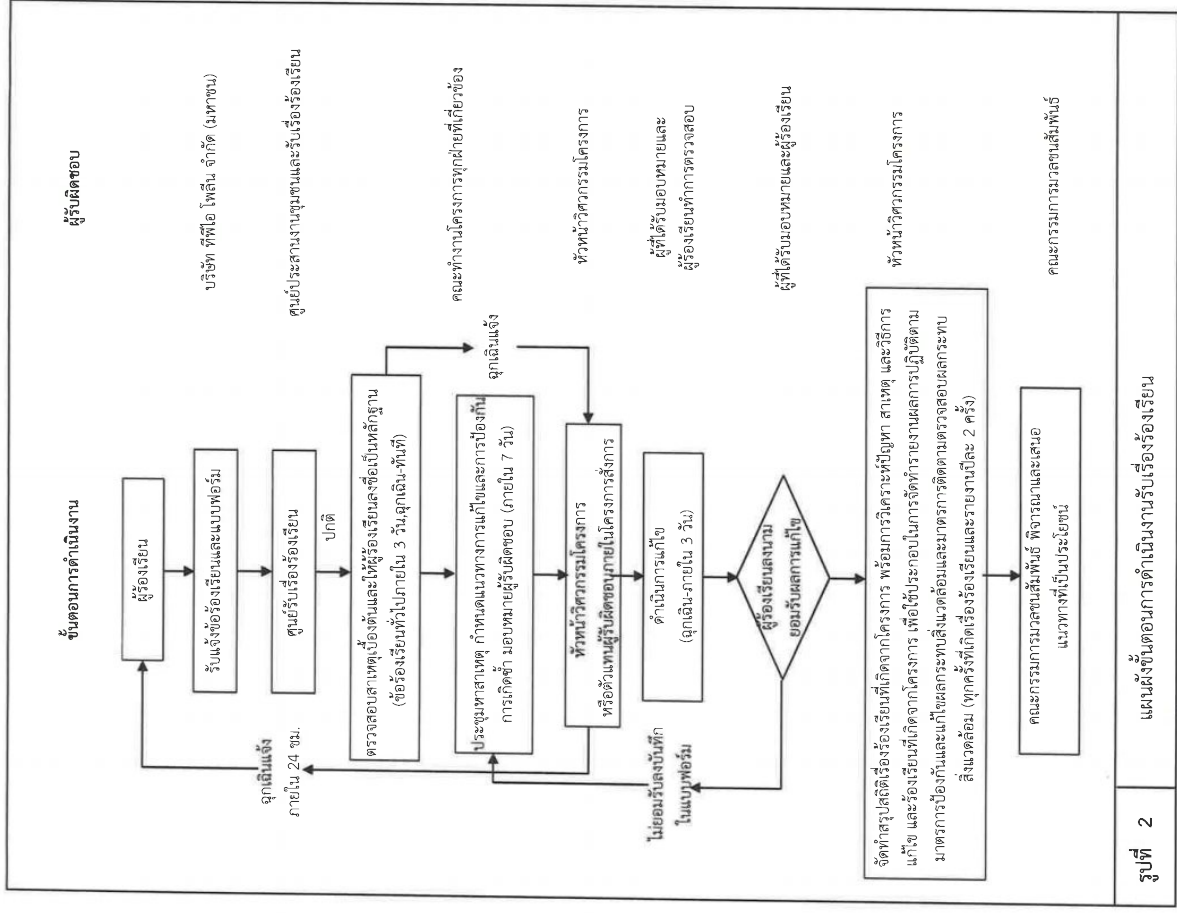 ขั้นตอนการดำเนินงาน
ผู้รับผิดชอบ
ผู้ร้องเรียน
รับแจ้งข้อร้องเรียนและแบบฟอร์ม
บริษัท ทีพีไอ โพลีน จำกัด (มหาชน)
ศูนย์รับเรื่องร้องเรียน
ศูนย์ประสานงานชุมชนและรับเรื่องร้องเรียน
ปกติ
ฉุกเฉินแจ้ง
ภายใน 24 ชม.
ตรวจสอบสาเหตุเบื้องต้นและให้ผู้ร้องเรียนลงชื่อเป็นหลักฐาน
(ข้อร้องเรียนทั่วไปภายใน 3 วัน,ฉุกเฉิน-ทันที)
ฉุกเฉินแจ้ง
ประชุมหาสาเหตุ กำหนดแนวทางการแก้ไขและการป้องกัน
การเกิดซ้ำ มอบหมายผู้รับผิดชอบ (ภายใน 7 วัน)
คณะทำงานโครงการทุกฝ่ายที่เกี่ยวข้อง
หัวหน้าวิศวกรรมโครงการ
หรือตัวแทนผู้รับผิดชอบภายในโครงการสั่งการ
หัวหน้าวิศวกรรมโครงการ
ดำเนินการแก้ไข
(ฉุกเฉิน-ภายใน 3 วัน)
ผู้ที่ได้รับมอบหมายและ
ผู้ร้องเรียนทำการตรวจสอบ
ไม่ยอมรับลงบันทึก
ในแบบฟอร์ม
ผู้ร้องเรียนลงนาม
ยอมรับผลการแก้ไข
ผู้ที่ได้รับมอบหมายและผู้ร้องเรียน
จัดทำสรุปสถิติเรื่องร้องเรียนที่เกิดจากโครงการ พร้อมการวิเคราะห์ปัญหา สาเหตุ และวิธีการ
แก้ไข และร้องเรียนที่เกิดจากโครงการ เพื่อใช้ประกอบในการจัดทำรายงานผลการปฏิบัติตาม
มาตรการป้องกันและแก้ไขผลกระทบสิ่งแวดล้อมและมาตรการติดตามตรวจสอบผลกระทบ
สิ่งแวดล้อม (ทุกครั้งที่เกิดเรื่องร้องเรียนและรายงานปีละ 2 ครั้ง)
หัวหน้าวิศวกรรมโครงการ
คณะกรรมการมวลชนสัมพันธ์ พิจารณาและเสนอ
แนวทางที่เป็นประโยชน์
คณะกรรมการมวลชนสัมพันธ์
รูปที่ 2
แผนผังขั้นตอนการดำเนินงานรับเรื่องร้องเรียน